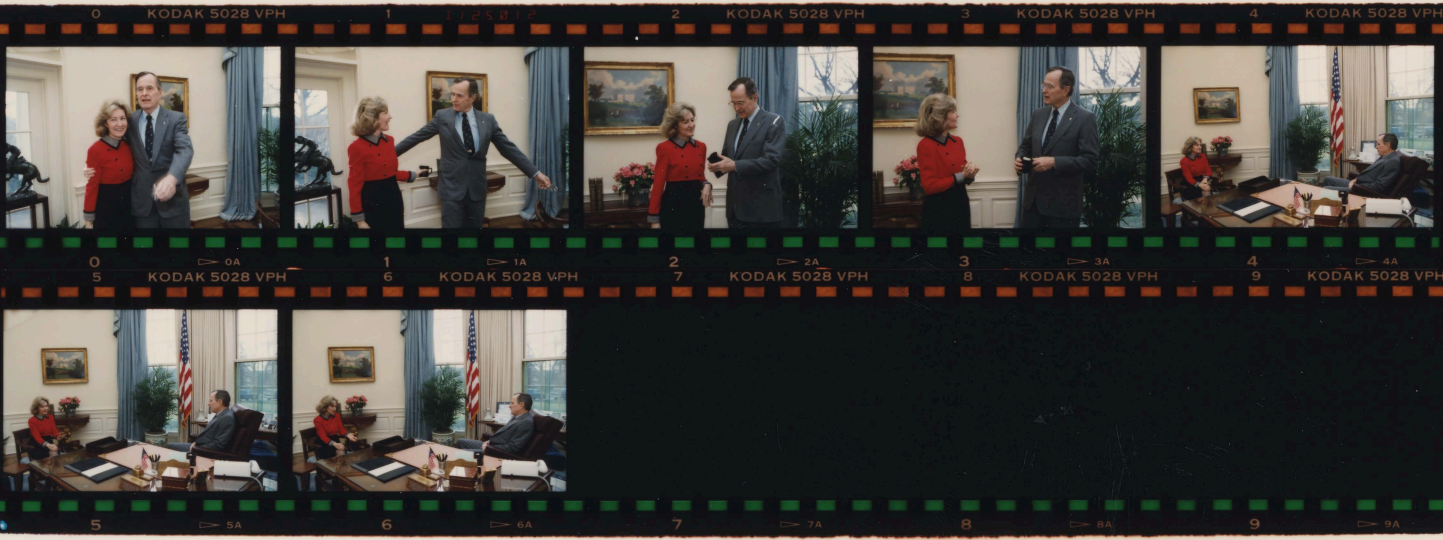 0 KODAK 5028 VPH 1 2 KODAK 5028 VPH 3 KODAK 5028 VPH 4 KODAK 5028 VPH
0 0A 1 1A 2 2A 3 3A 4 4A
5 KODAK 5028 VPH 6 KODAK 5028 VPH 7 KODAK 5028 VPH 8 KODAK 5028 VPH 9 KODAK 5028 VPH
5 5A 6 6A 7 7A 8 8A 9 9A